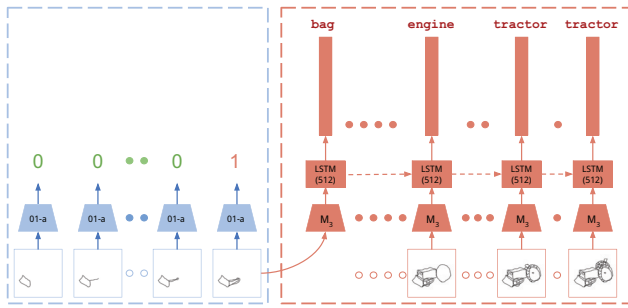 bag engine tractor tractor
0 0 0 1
LSTM (512) LSTM (512) LSTM (512) LSTM (512)
01-a 01-a 01-a 01-a
M3 M3 M3 M3